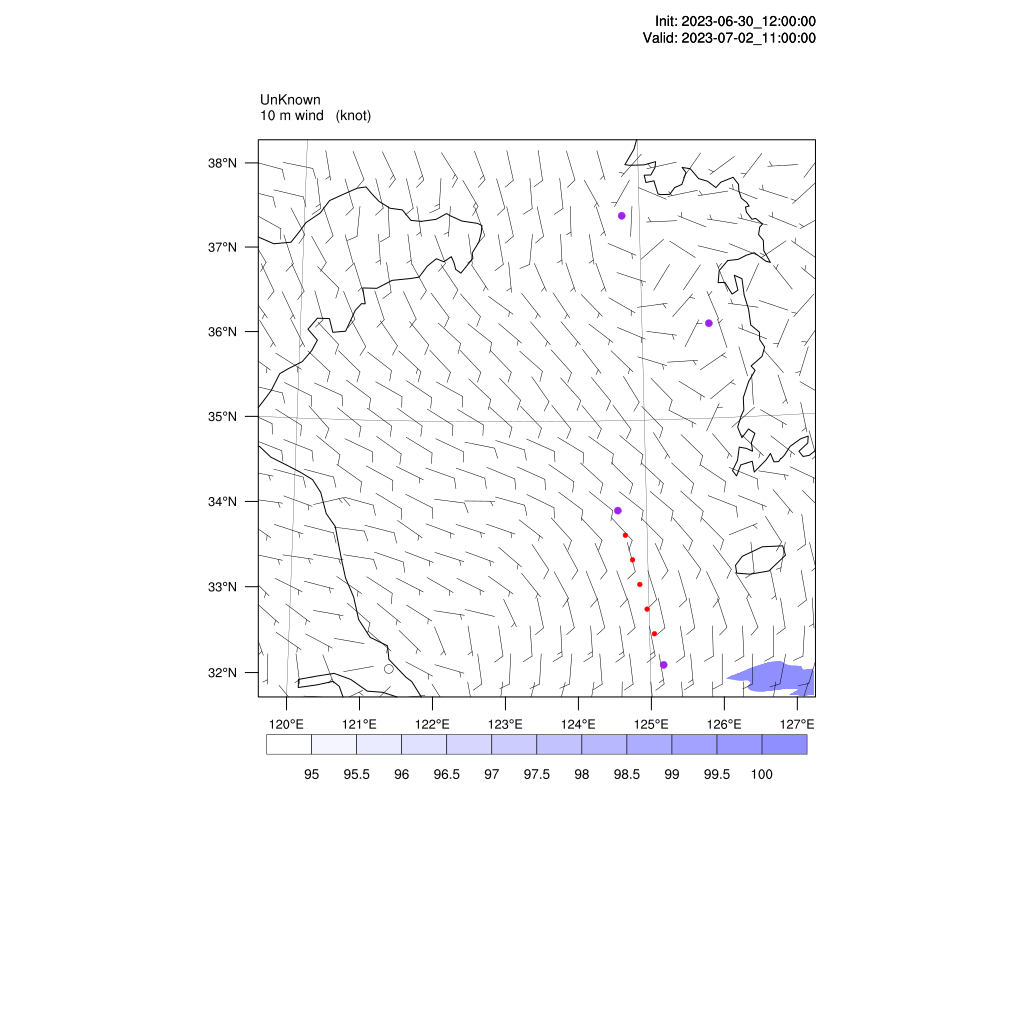 Init: 2023-06-30_12:00:00
Valid: 2023-07-02_11:00:00
UnKnown
10 m wind (knot)
38°N
37°N
36°N
35°N
34°N
33°N
32°N
120°E 121°E 122°E 123°E 124°E 125°E 126°E 127°E
95 95.5 96 96.5 97 97.5 98 98.5 99 99.5 100